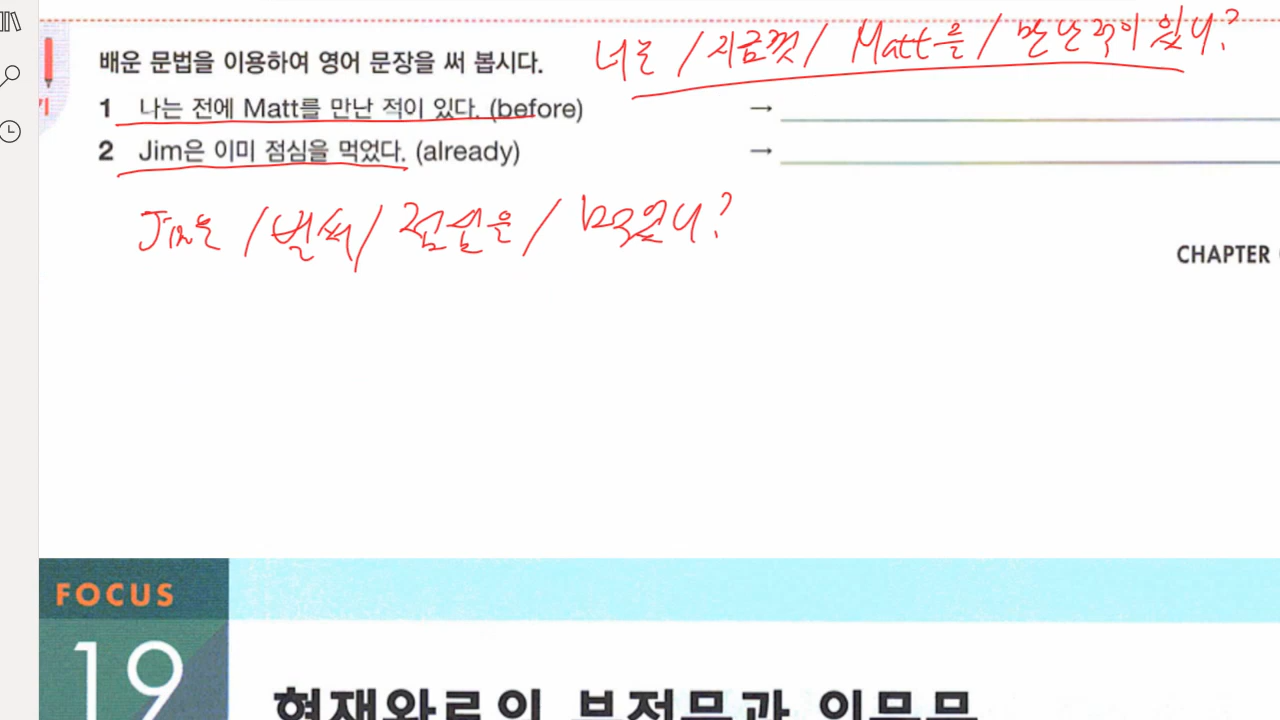 너는 / 지금껏 / Matt를 / 만난적이 있니?
배운 문법을 이용하여 영어 문장을 써 봅시다.
1 나는 전에 Matt를 만난 적이 있다. (before) →
2 Jim은 이미 점심을 먹었다. (already) →
Jim은 / 벌써 / 점심을 / 먹었니?
CHAPTER
FOCUS
19
현재완료의 부정문과 의문문